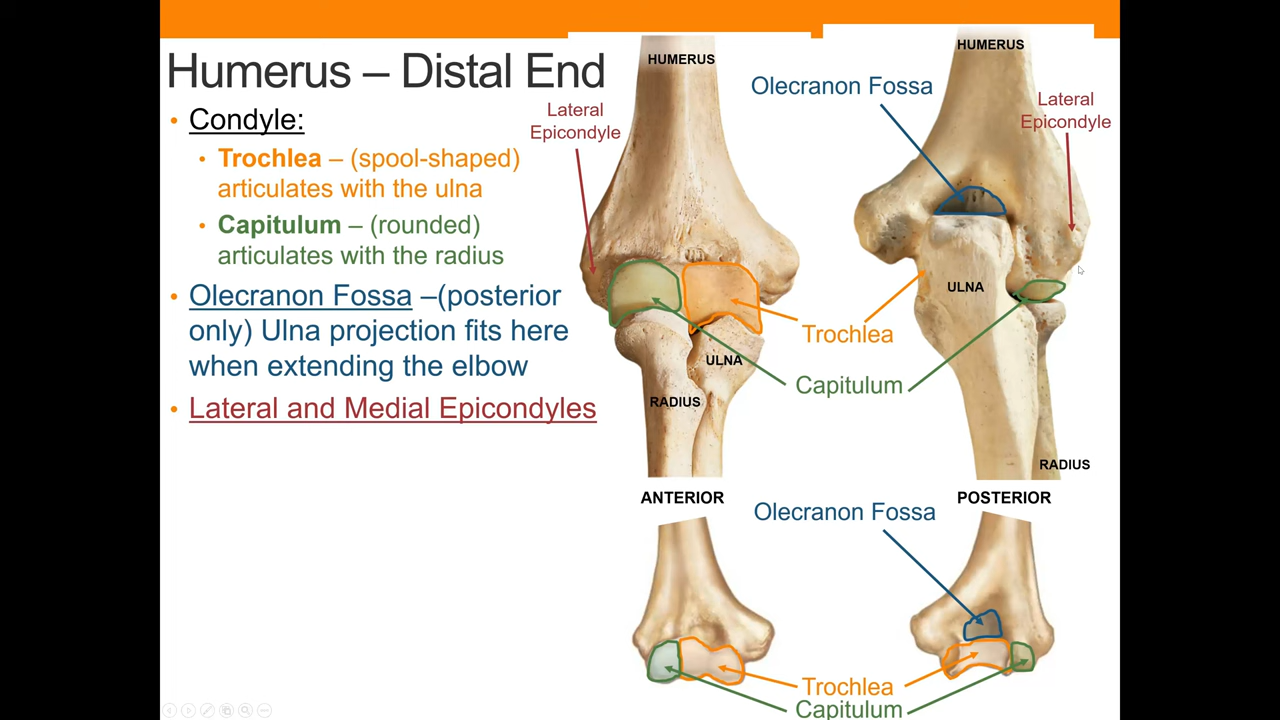 Humerus – Distal End
• Condyle:
• Trochlea – (spool-shaped)
articulates with the ulna
• Capitulum – (rounded)
articulates with the radius
• Olecranon Fossa –(posterior
only) Ulna projection fits here
when extending the elbow
• Lateral and Medial Epicondyles
HUMERUS
Lateral
Epicondyle
ULNA
RADIUS
ANTERIOR
HUMERUS
Olecranon Fossa
Lateral
Epicondyle
ULNA
Trochlea
Capitulum
RADIUS
POSTERIOR
Olecranon Fossa
Trochlea
Capitulum